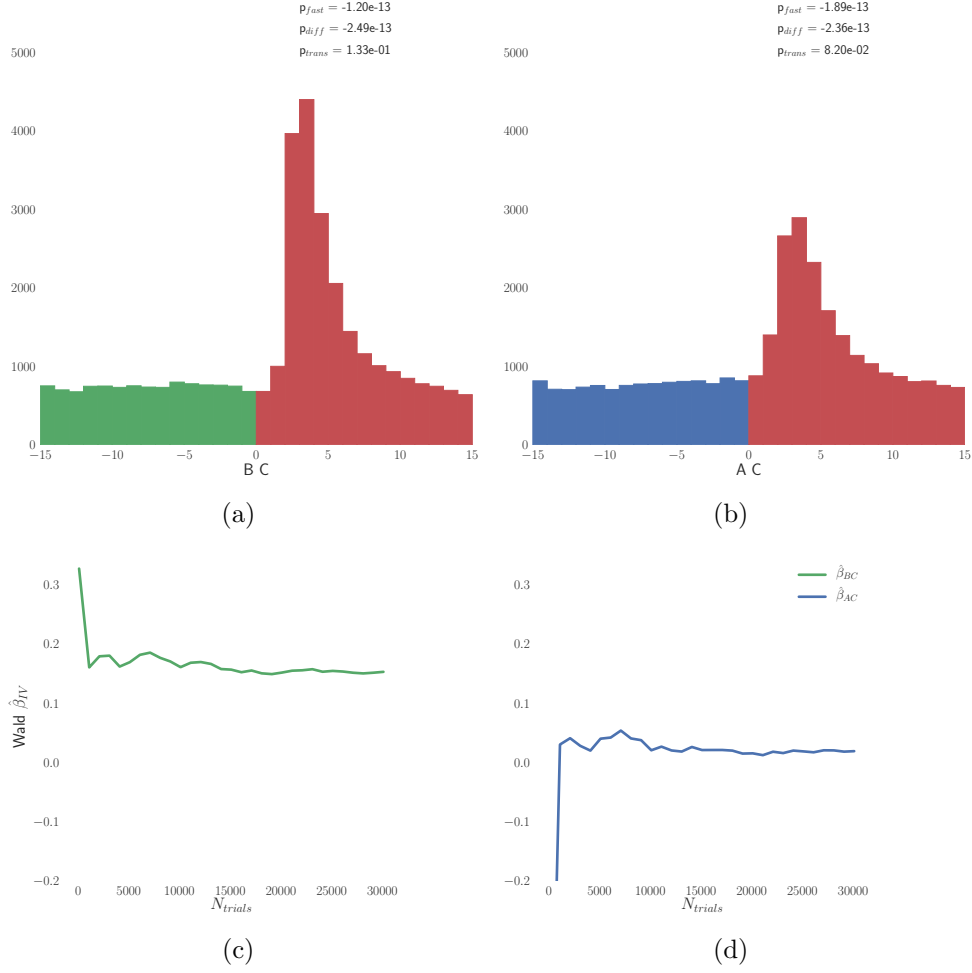 p_fast = -1.20e-13
p_diff = -2.49e-13
p_trans = 1.33e-01
5000
4000
3000
2000
1000
0
−15 −10 −5 0 5 10 15
B C
(a)
p_fast = -1.89e-13
p_diff = -2.36e-13
p_trans = 8.20e-02
5000
4000
3000
2000
1000
0
−15 −10 −5 0 5 10 15
A C
(b)
Wald β̂_IV
0.3
0.2
0.1
0.0
−0.1
−0.2
0 5000 10000 15000 20000 25000 30000
N_trials
(c)
β̂_BC
β̂_AC
0.3
0.2
0.1
0.0
−0.1
−0.2
0 5000 10000 15000 20000 25000 30000
N_trials
(d)